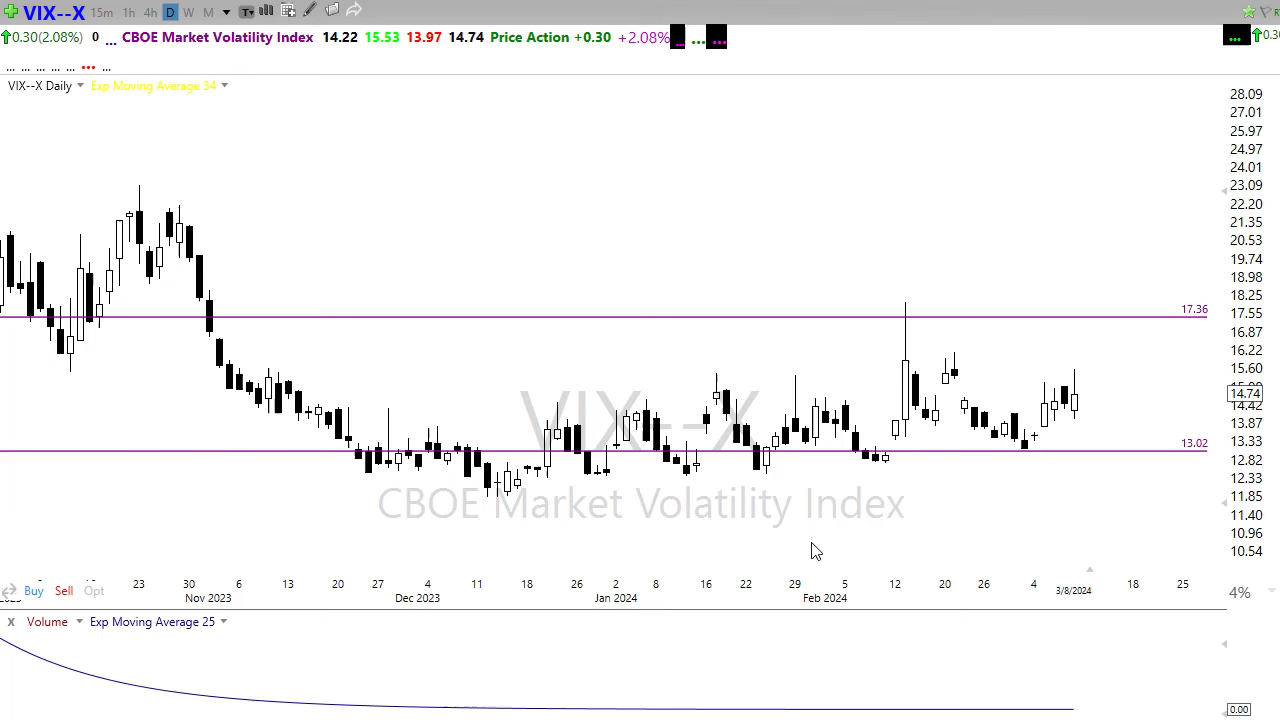 VIX--X 15m 1h 4h D W M
0.30(2.08%) 0 ... CBOE Market Volatility Index 14.22 15.53 13.97 14.74 Price Action +0.30 +2.08% ... ... ... ... 0.30
... ... ... ... ... ... ...
VIX--X Daily Exp Moving Average 34
28.09
27.01
25.97
24.97
24.01
23.09
22.20
21.35
20.53
19.74
18.98
18.25
17.36
17.55
16.87
16.22
15.60
14.74
14.42
13.87
13.02
13.33
12.82
12.33
11.85
11.40
10.96
10.54
VIX--X
CBOE Market Volatility Index
23 30 6 13 20 27 4 11 18 26 2 8 16 22 29 5 12 20 26 4 18 25
Nov 2023 Dec 2023 Jan 2024 Feb 2024 3/8/2024
Buy Sell Opt 4%
X Volume Exp Moving Average 25
0.00